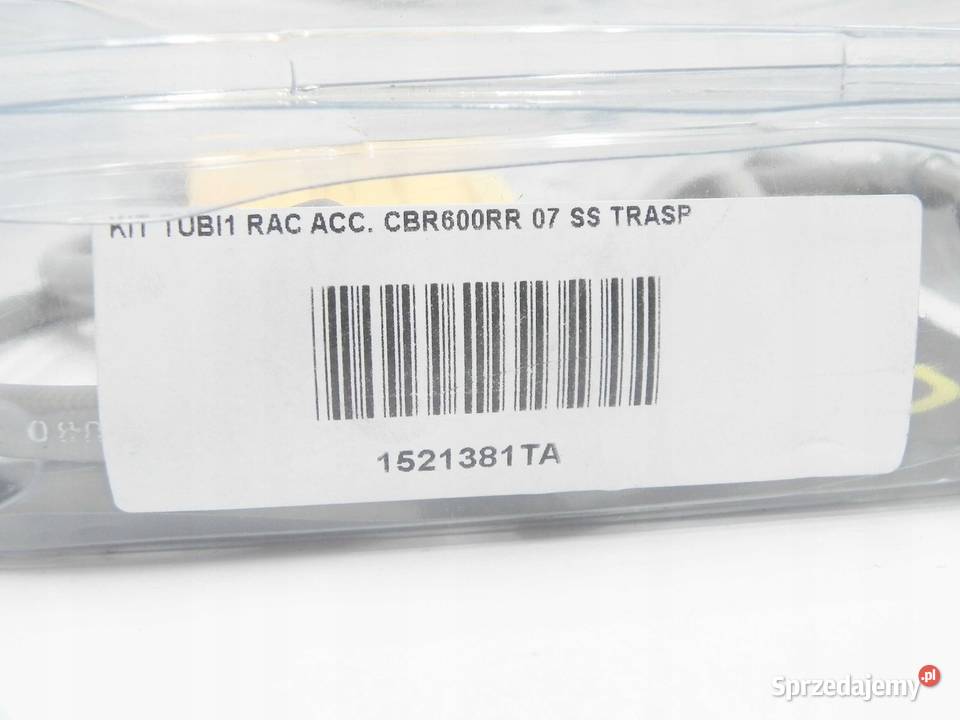 KIT TUBI1 RAC ACC. CBR600RR 07 SS TRASP
1521381TA
Sprzedajemy.pl